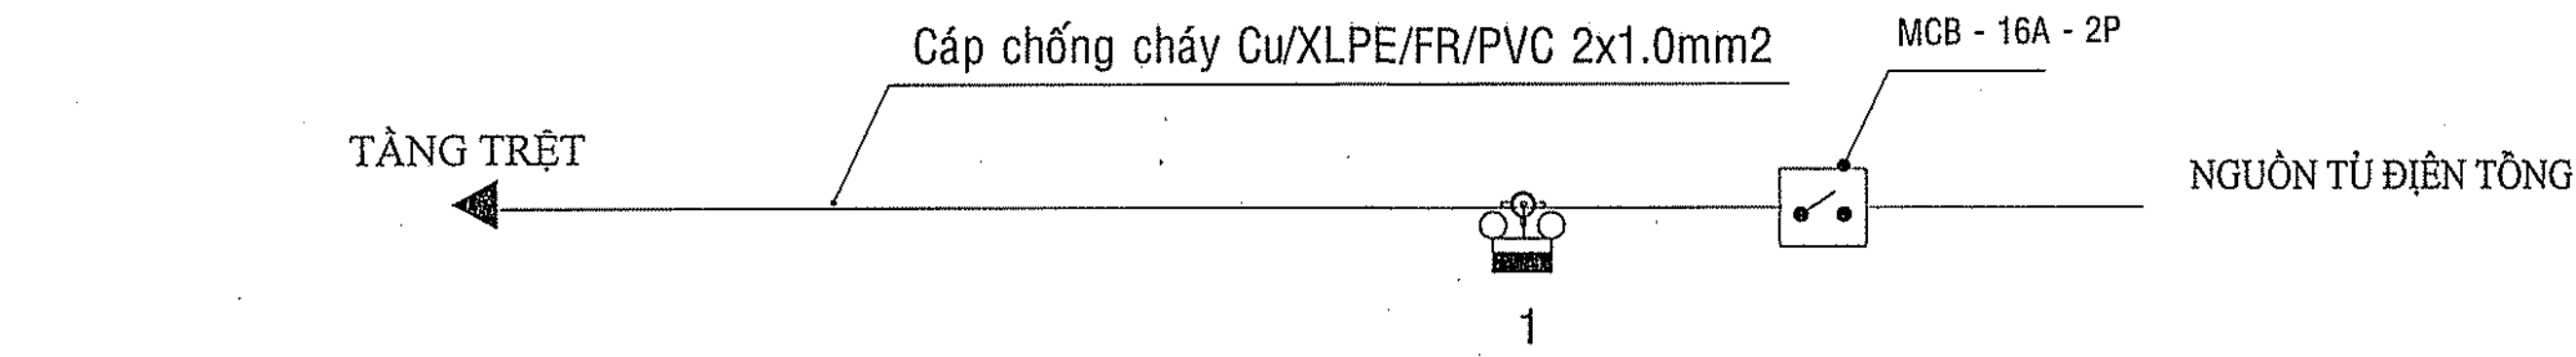 Cáp chống cháy Cu/XLPE/FR/PVC 2x1.0mm2
MCB - 16A - 2P
TẦNG TRỆT
NGUỒN TỦ ĐIỆN TỔNG
1